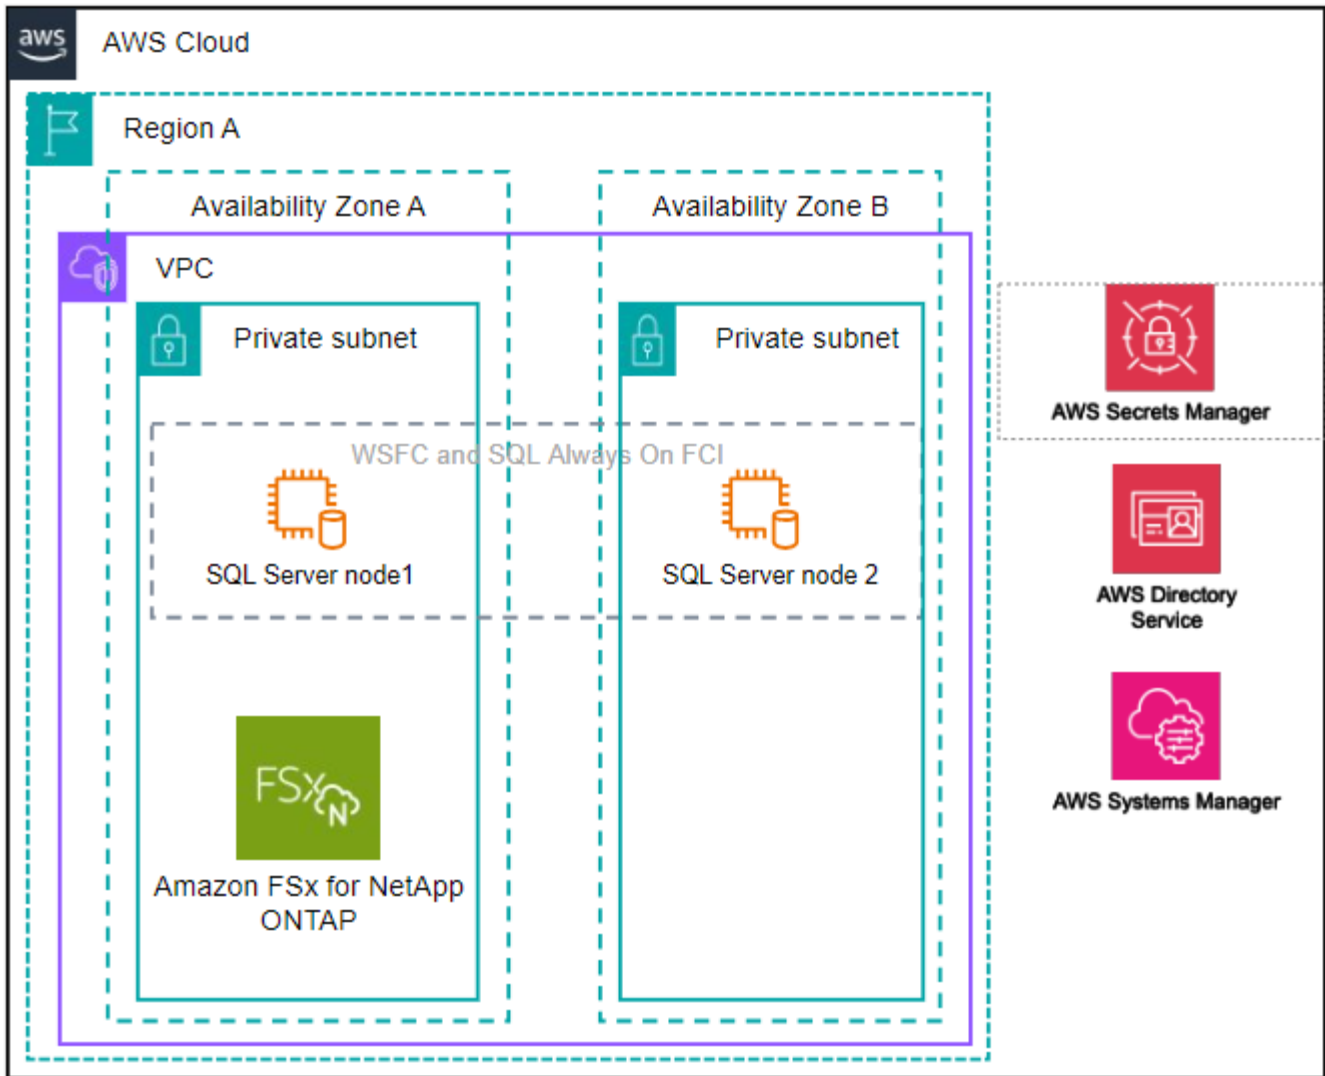 aws
AWS Cloud
Region A
Availability Zone A
Availability Zone B
VPC
Private subnet
Private subnet
WSFC and SQL Always On FCI
SQL Server node1
SQL Server node 2
FSx
N
Amazon FSx for NetApp
ONTAP
AWS Secrets Manager
AWS Directory
Service
AWS Systems Manager